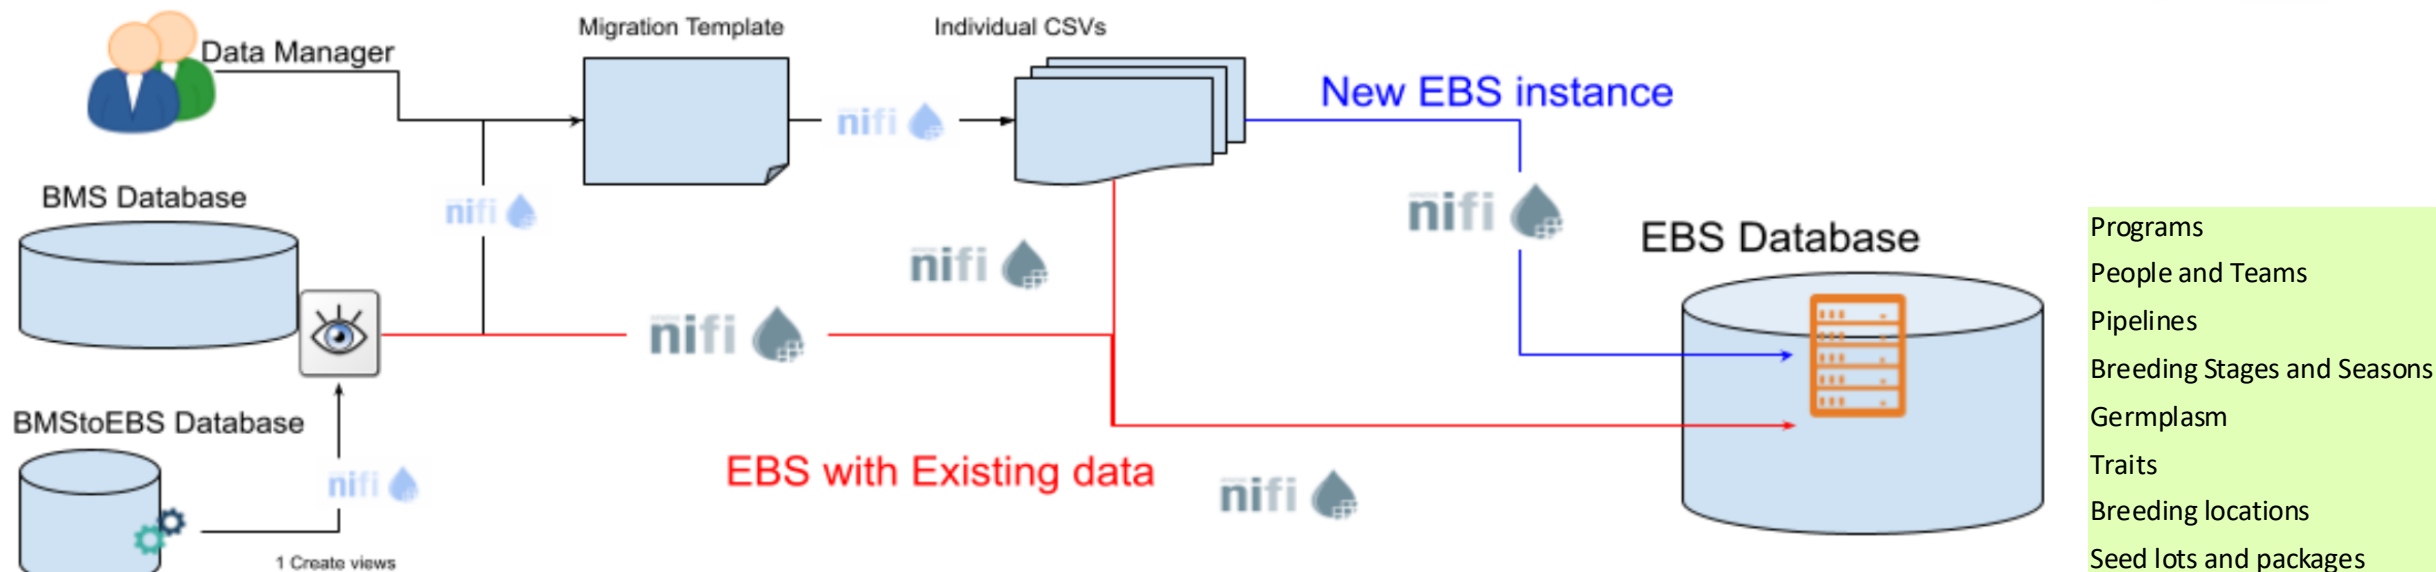 Migration Template
Individual CSVs
Data Manager
New EBS instance
nifi
BMS Database
nifi
nifi
EBS Database
nifi
nifi
BMStoEBS Database
EBS with Existing data
nifi
nifi
1 Create views
Programs
People and Teams
Pipelines
Breeding Stages and Seasons
Germplasm
Traits
Breeding locations
Seed lots and packages